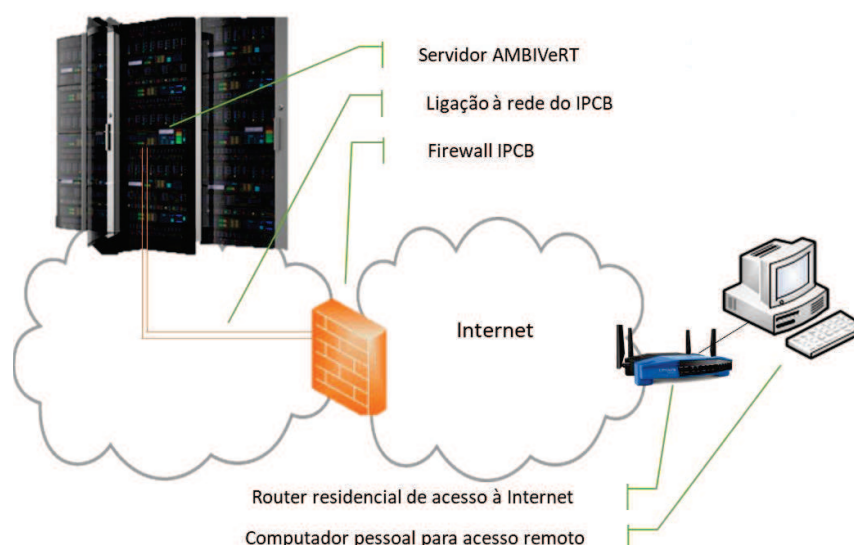 Servidor AMBIVeRT
Ligação à rede do IPCB
Firewall IPCB
Internet
Router residencial de acesso à Internet
Computador pessoal para acesso remoto